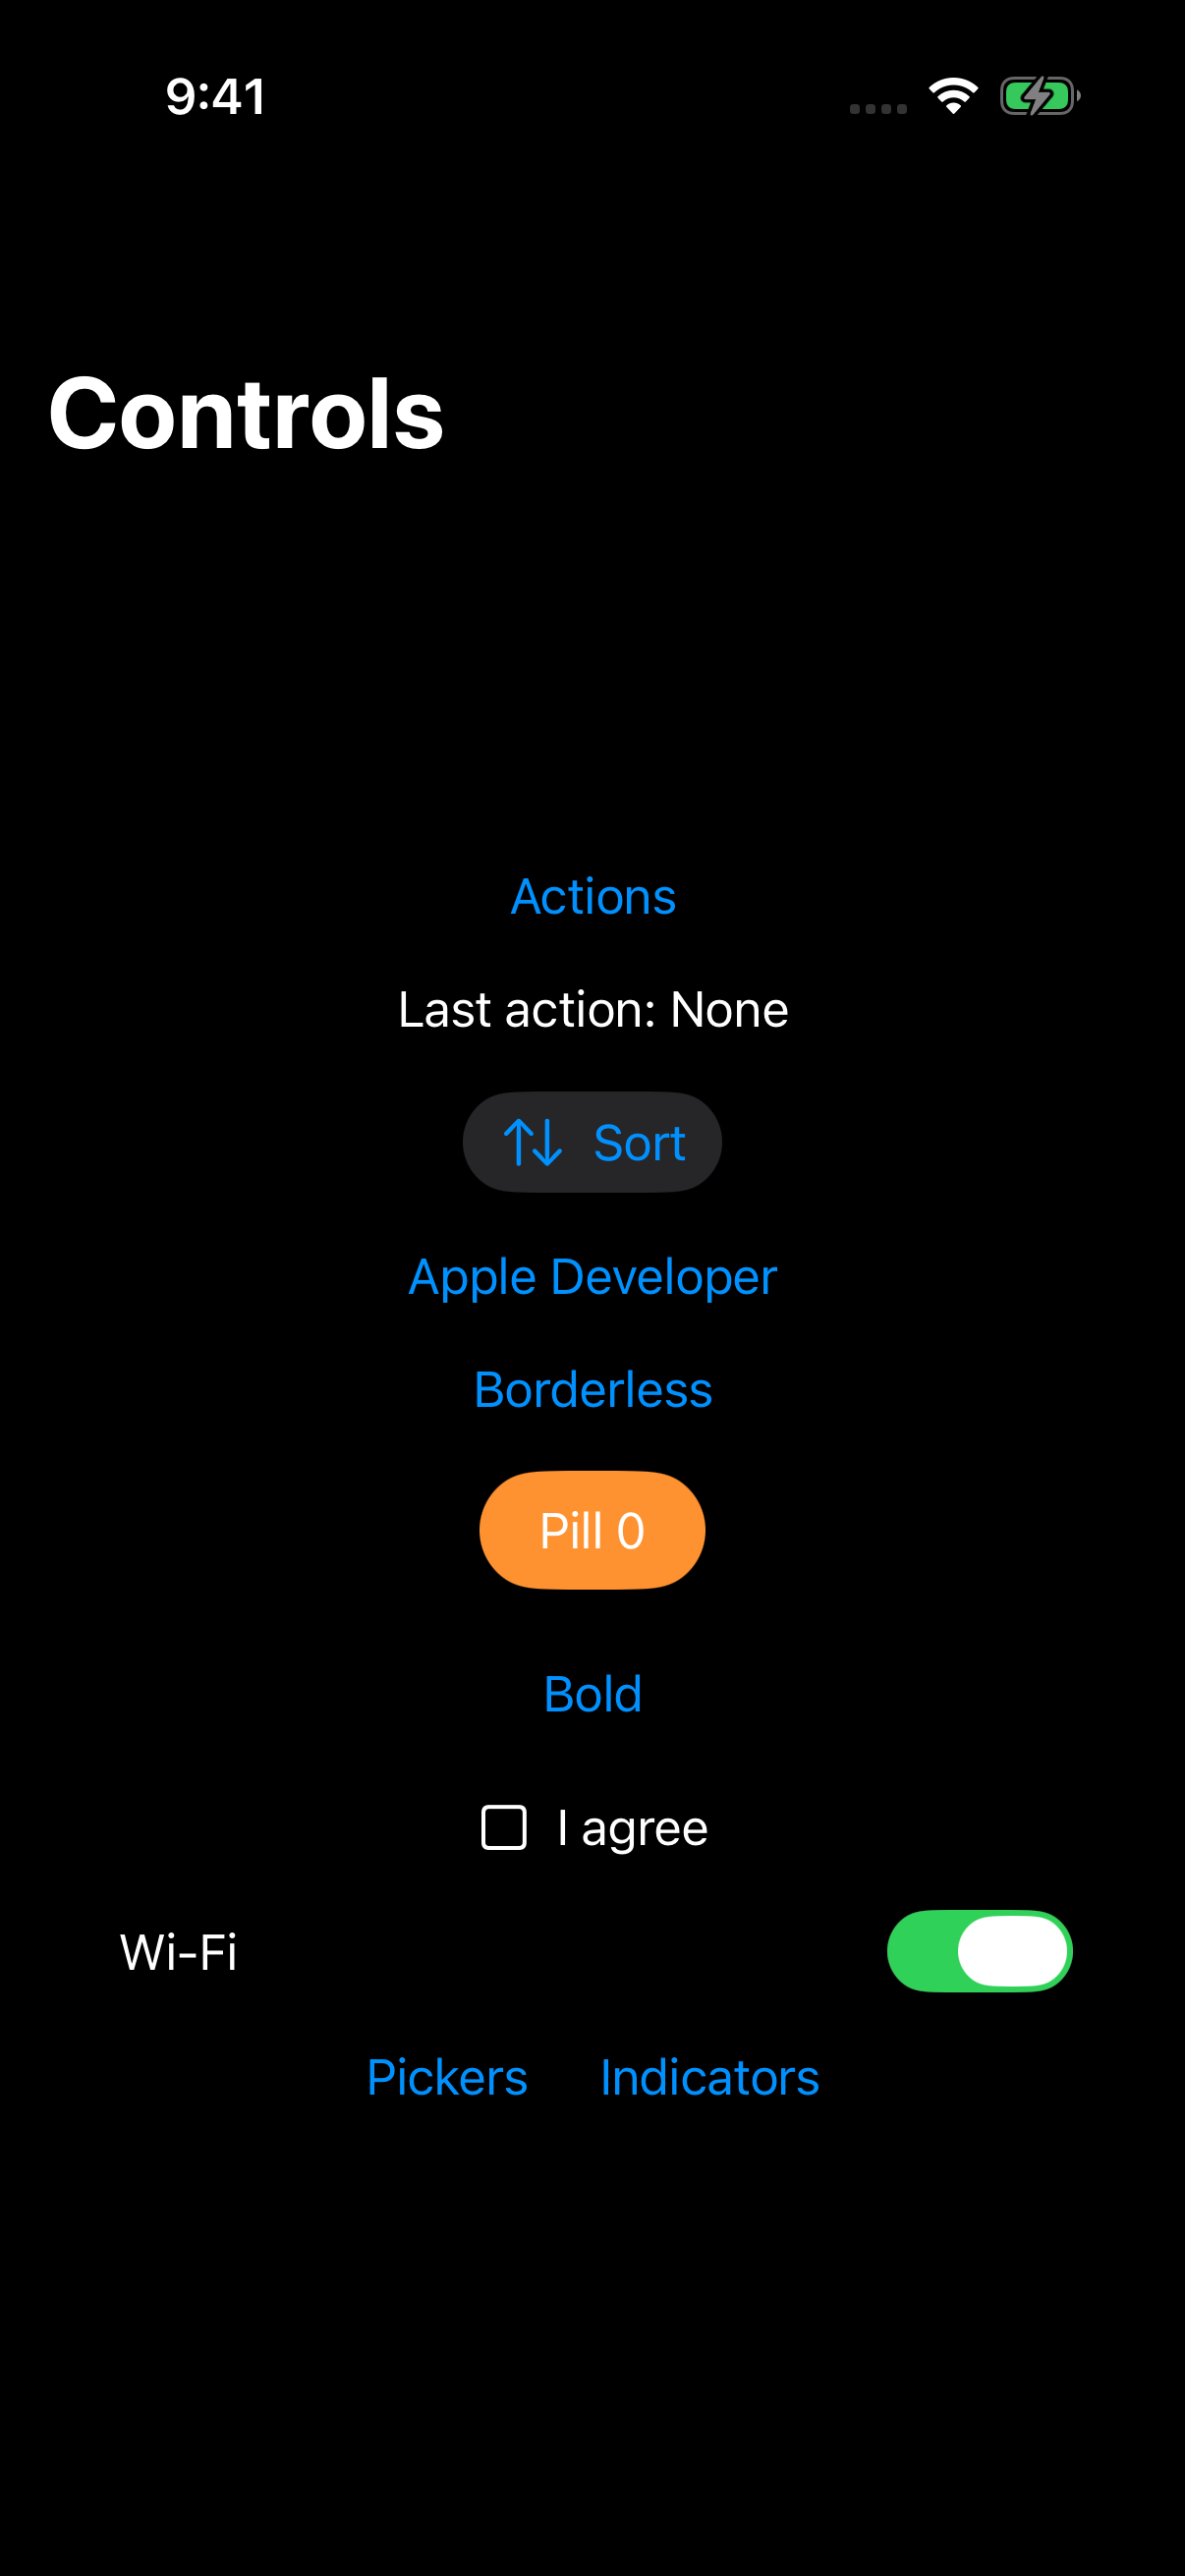 9:41
Controls
Actions
Last action: None
Sort
Apple Developer
Borderless
Pill 0
Bold
I agree
Wi-Fi
Pickers Indicators